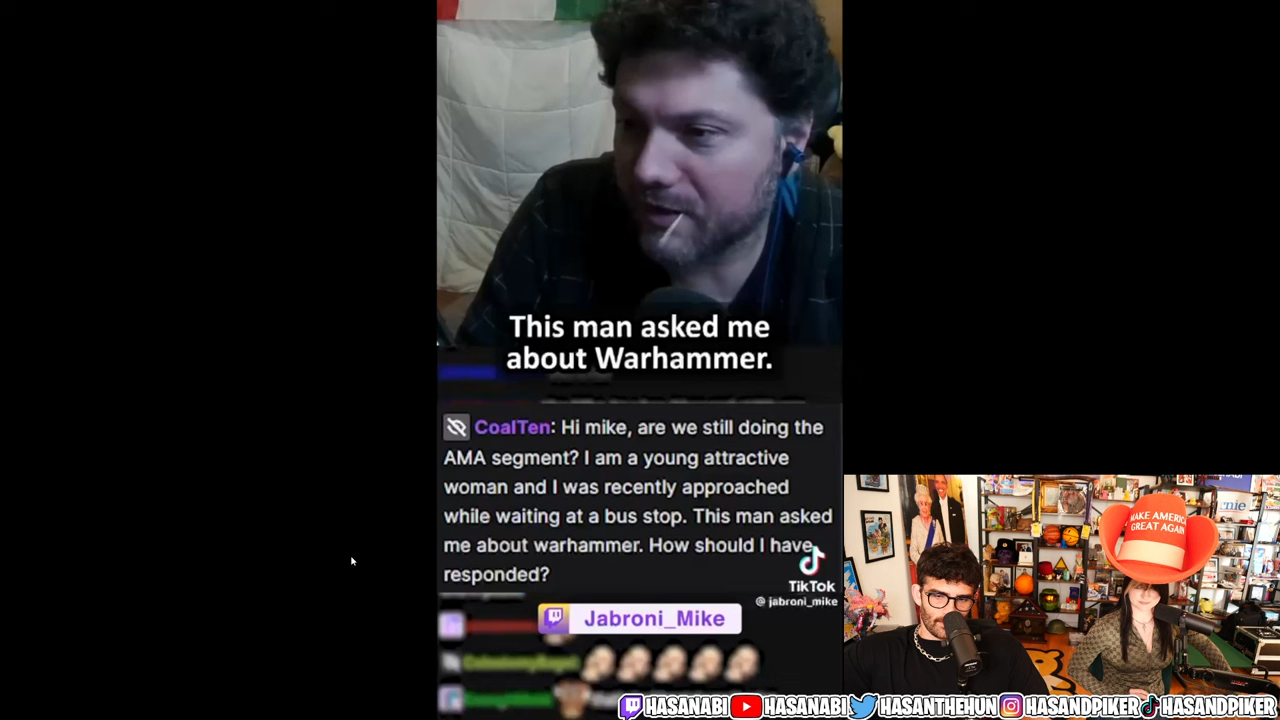 This man asked me
about Warhammer.
CoalTen: Hi mike, are we still doing the
AMA segment? I am a young attractive
woman and I was recently approached
while waiting at a bus stop. This man asked
me about warhammer. How should I have
responded?
TikTok
@ jabroni_mike
Jabroni_Mike
MAKE AMERICA
GREAT AGAIN
HASANABI HASANABI HASANTHEHUN HASANDPIKER HASANDPIKER